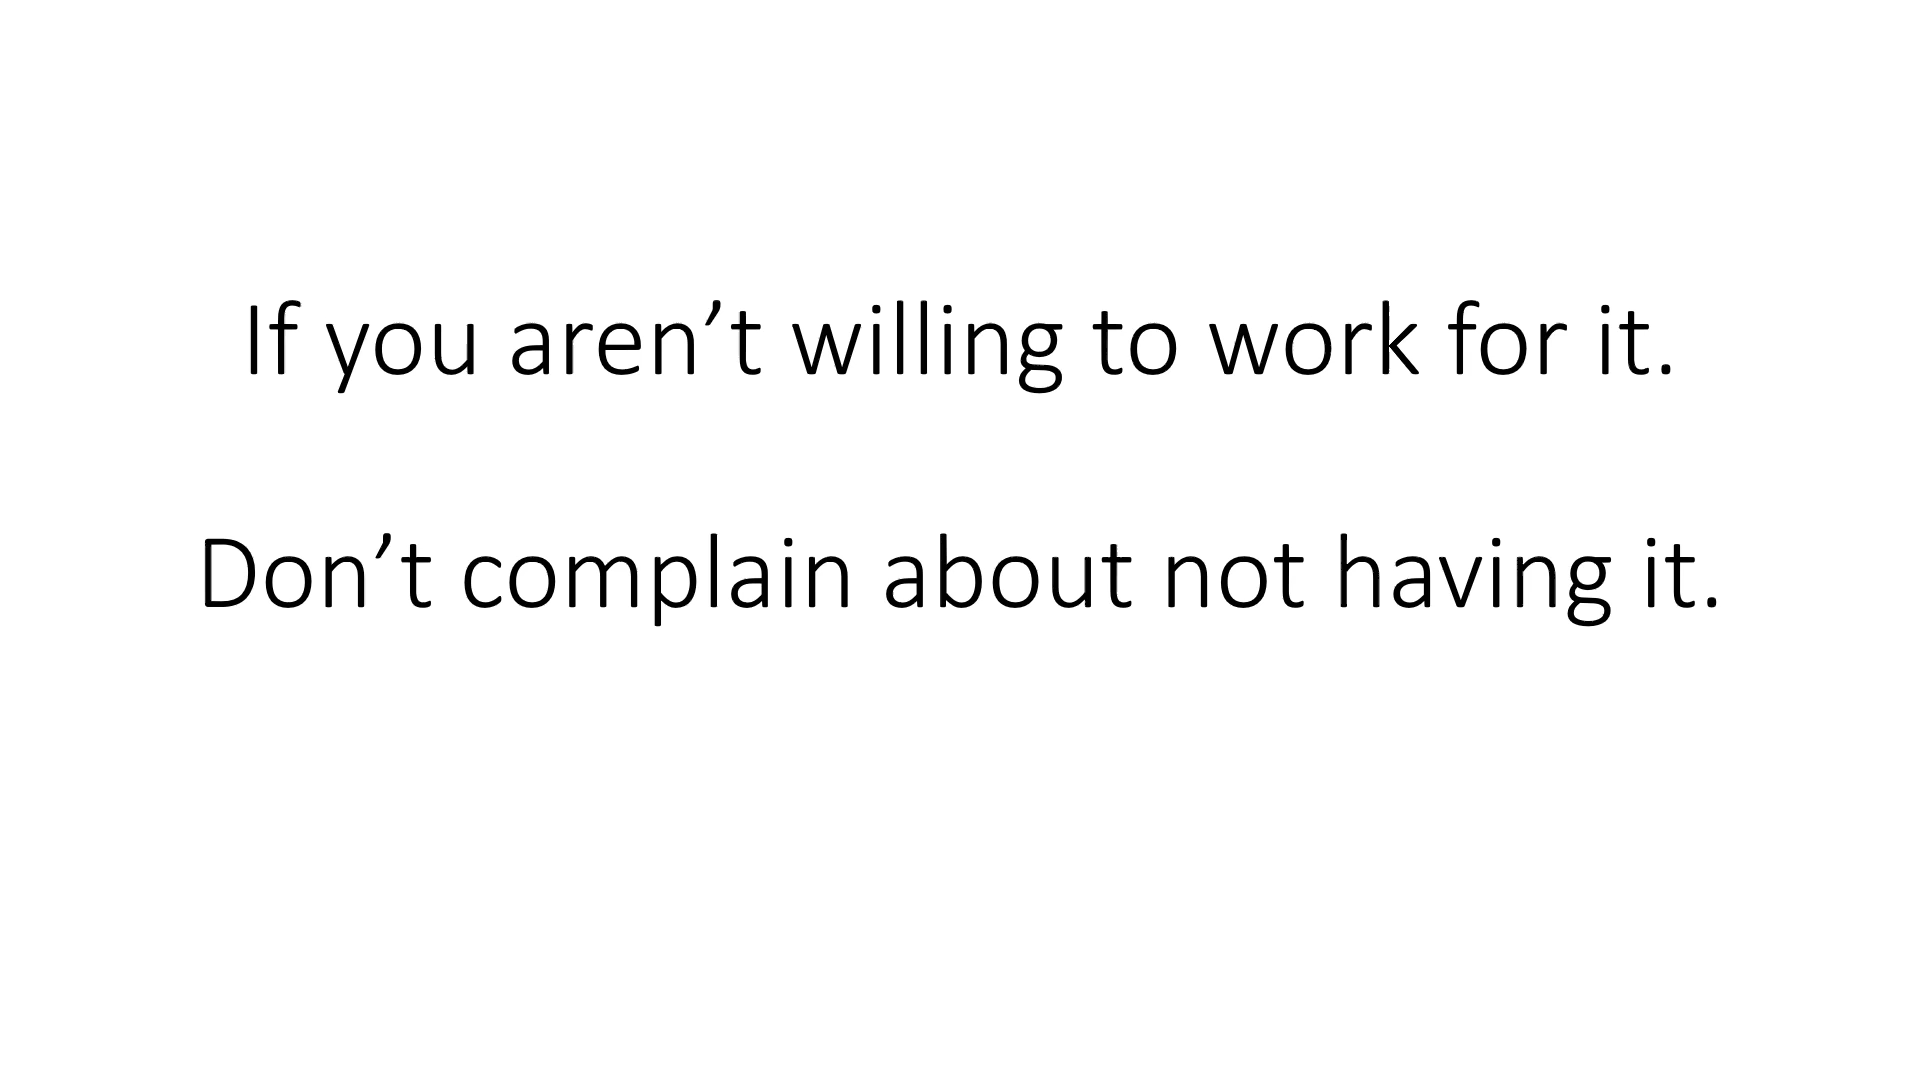 If you aren’t willing to work for it.
Don’t complain about not having it.